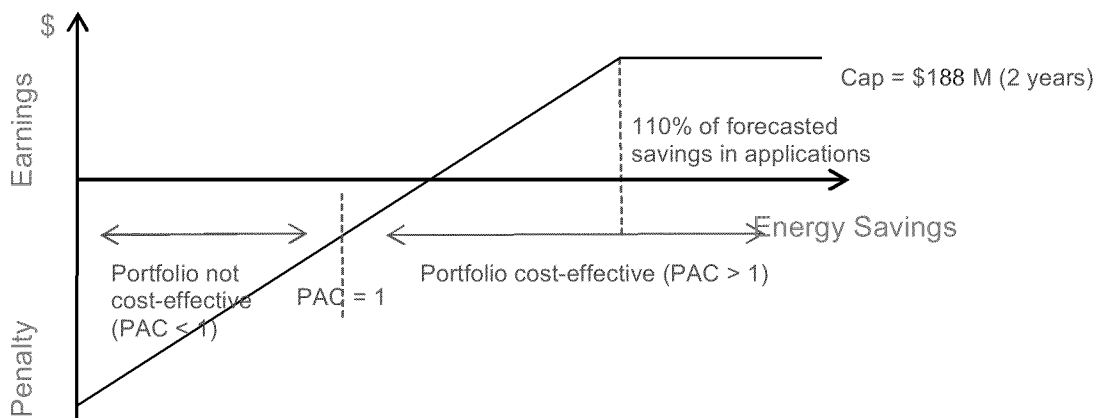 $
Earnings
Cap = $188 M (2 years)
110% of forecasted
savings in applications
Energy Savings
Portfolio not
cost-effective
(PAC < 1)
PAC = 1
Portfolio cost-effective (PAC > 1)
Penalty